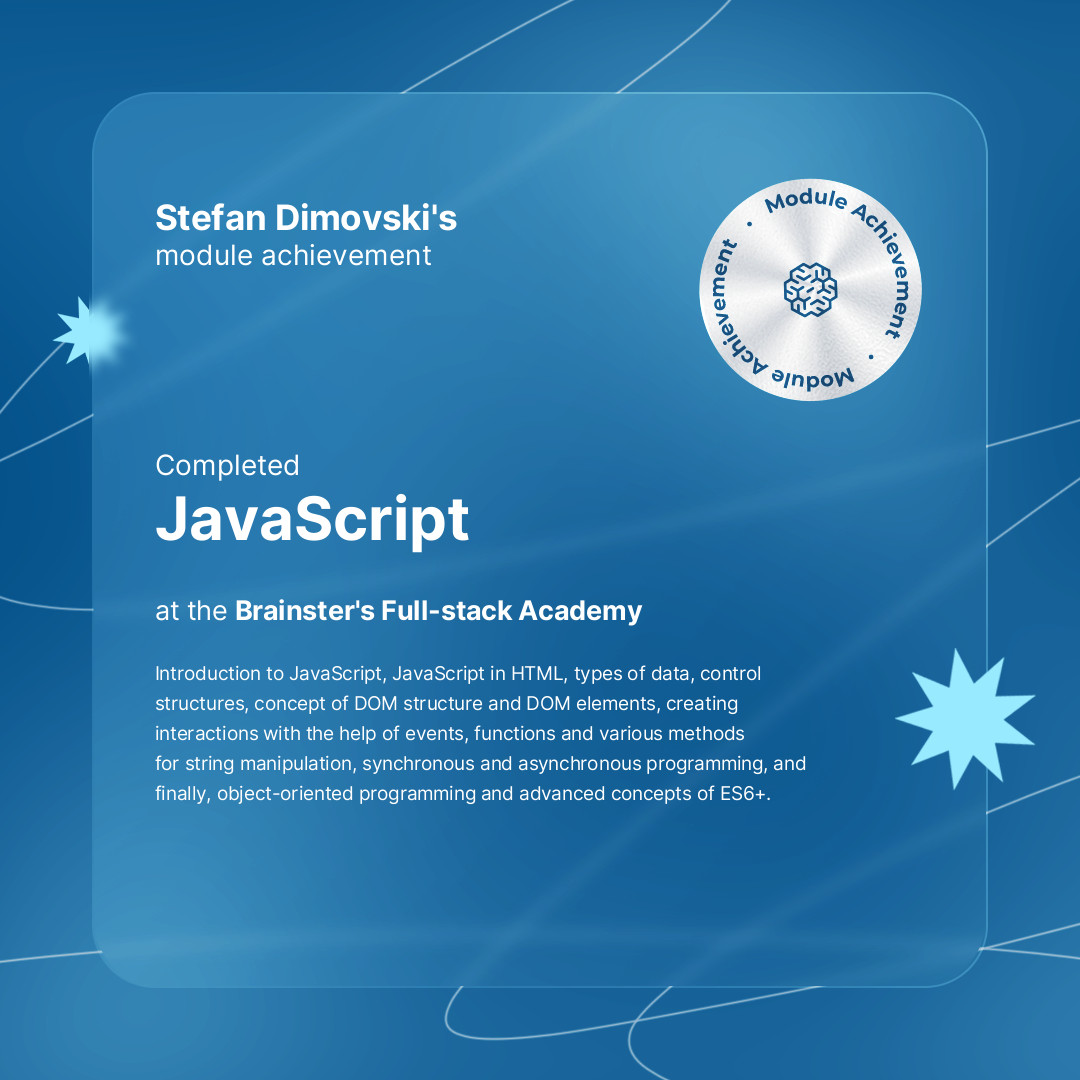 Stefan Dimovski's
module achievement
Module Achievement • Module Achievement •
Completed
JavaScript
at the Brainster's Full-stack Academy
Introduction to JavaScript, JavaScript in HTML, types of data, control
structures, concept of DOM structure and DOM elements, creating
interactions with the help of events, functions and various methods
for string manipulation, synchronous and asynchronous programming, and
finally, object-oriented programming and advanced concepts of ES6+.